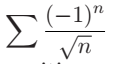 ∑ (-1)^n / √n